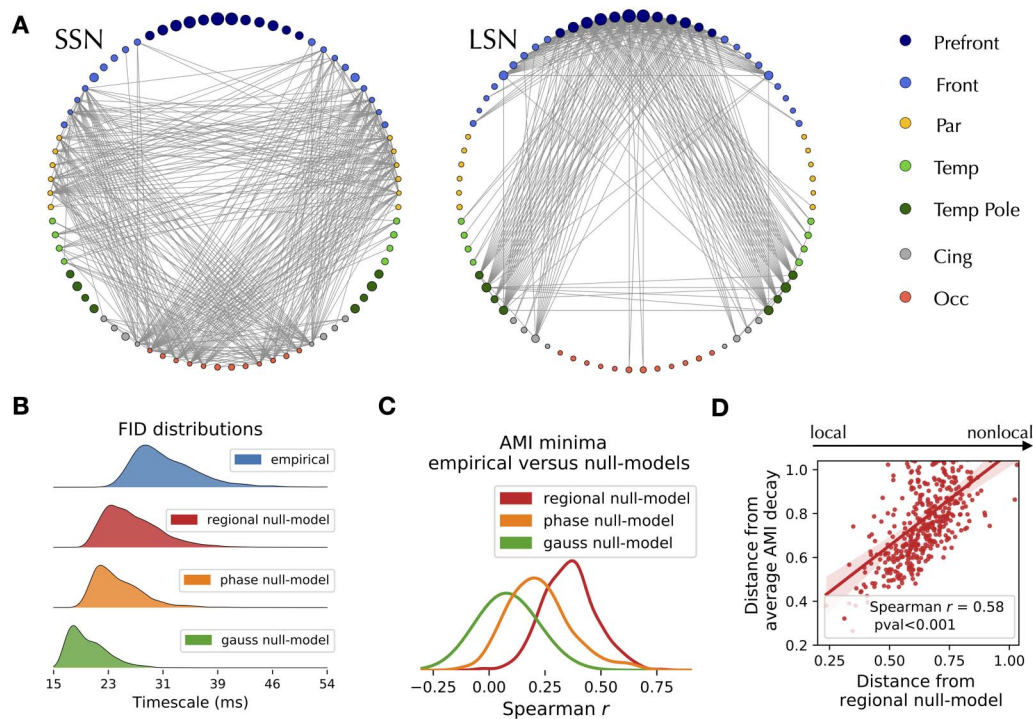 A
SSN
LSN
Prefront
Front
Par
Temp
Temp Pole
Cing
Occ
B
FID distributions
empirical
regional null-model
phase null-model
gauss null-model
15 23 31 39 46 54
Timescale (ms)
C
AMI minima
empirical versus null-models
regional null-model
phase null-model
gauss null-model
−0.25 0.00 0.25 0.50 0.75
Spearman r
D
local nonlocal
Distance from
average AMI decay
1.0
0.8
0.6
0.4
0.2
Spearman r = 0.58
pval<0.001
0.25 0.50 0.75 1.00
Distance from
regional null-model